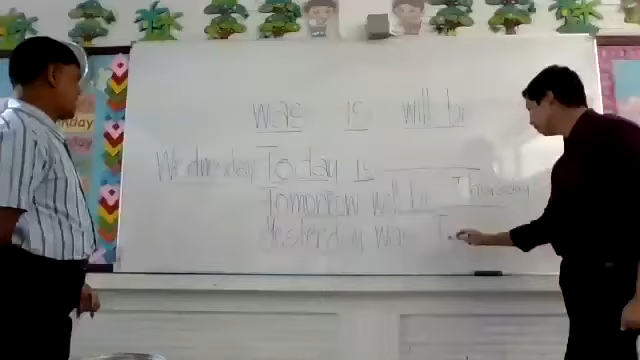 was is will be
Wednesday Today is
Tomorrow will be Thursday
Yesterday was T